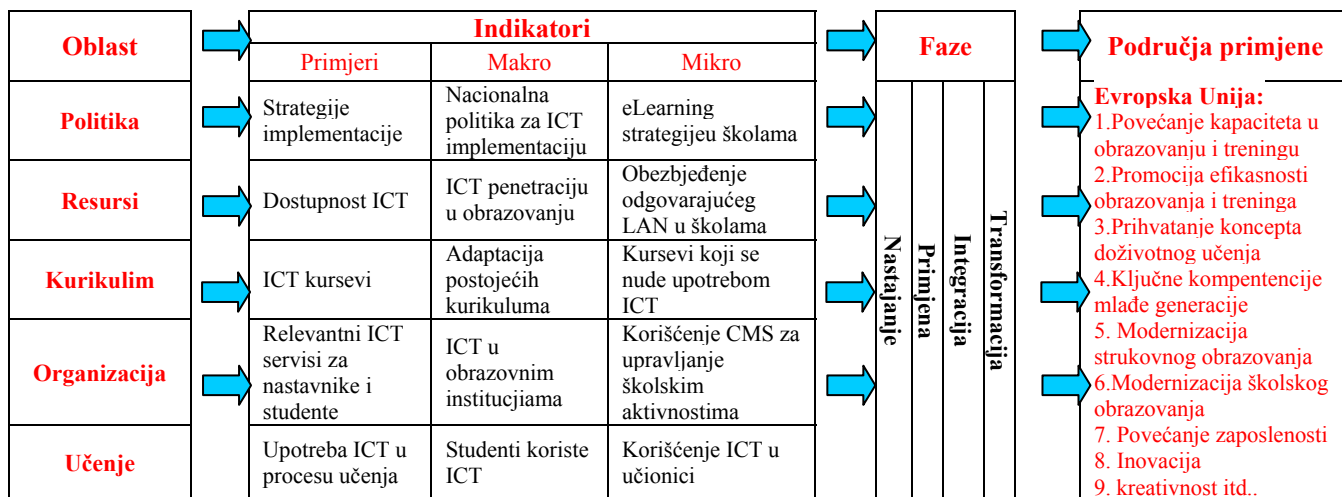 Oblast
Indikatori
Faze
Područja primjene
Primjeri
Makro
Mikro
Politika
Strategije
implementacije
Nacionalna
politika za ICT
implementaciju
eLearning
strategijeu školama
Resursi
Dostupnost ICT
ICT penetraciju
u obrazovanju
Obezbjeđenje
odgovarajućeg
LAN u školama
Kurikulim
ICT kursevi
Adaptacija
postojećih
kurikuluma
Kursevi koji se
nude upotrebom
ICT
Organizacija
Relevantni ICT
servisi za
nastavnike i
studente
ICT u
obrazovnim
institucjiama
Korišćenje CMS za
upravljanje
školskim
aktivnostima
Učenje
Upotreba ICT u
procesu učenja
Studenti koriste
ICT
Korišćenje ICT u
učionici
Nastajanje
Primjena
Integracija
Transformacija
Evropska Unija:
1.Povećanje kapaciteta u
obrazovanju i treningu
2.Promocija efikasnosti
obrazovanja i treninga
3.Prihvatanje koncepta
doživotnog učenja
4.Ključne kompentencije
mlađe generacije
5. Modernizacija
strukovnog obrazovanja
6.Modernizacija školskog
obrazovanja
7. Povećanje zaposlenosti
8. Inovacija
9. kreativnost itd..